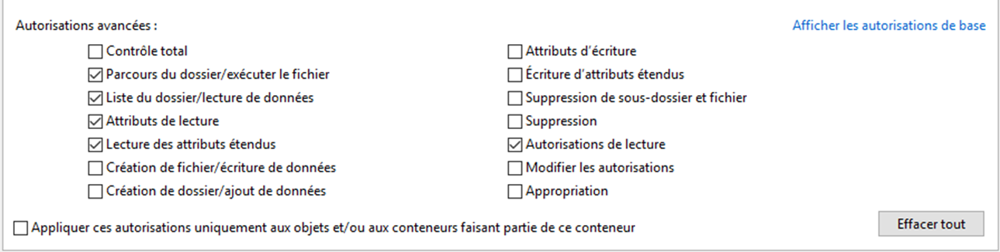 Autorisations avancées :
Afficher les autorisations de base
Contrôle total
Attributs d'écriture
Parcours du dossier/exécuter le fichier
Écriture d'attributs étendus
Liste du dossier/lecture de données
Suppression de sous-dossier et fichier
Attributs de lecture
Suppression
Lecture des attributs étendus
Autorisations de lecture
Création de fichier/écriture de données
Modifier les autorisations
Création de dossier/ajout de données
Appropriation
Appliquer ces autorisations uniquement aux objets et/ou aux conteneurs faisant partie de ce conteneur
Effacer tout